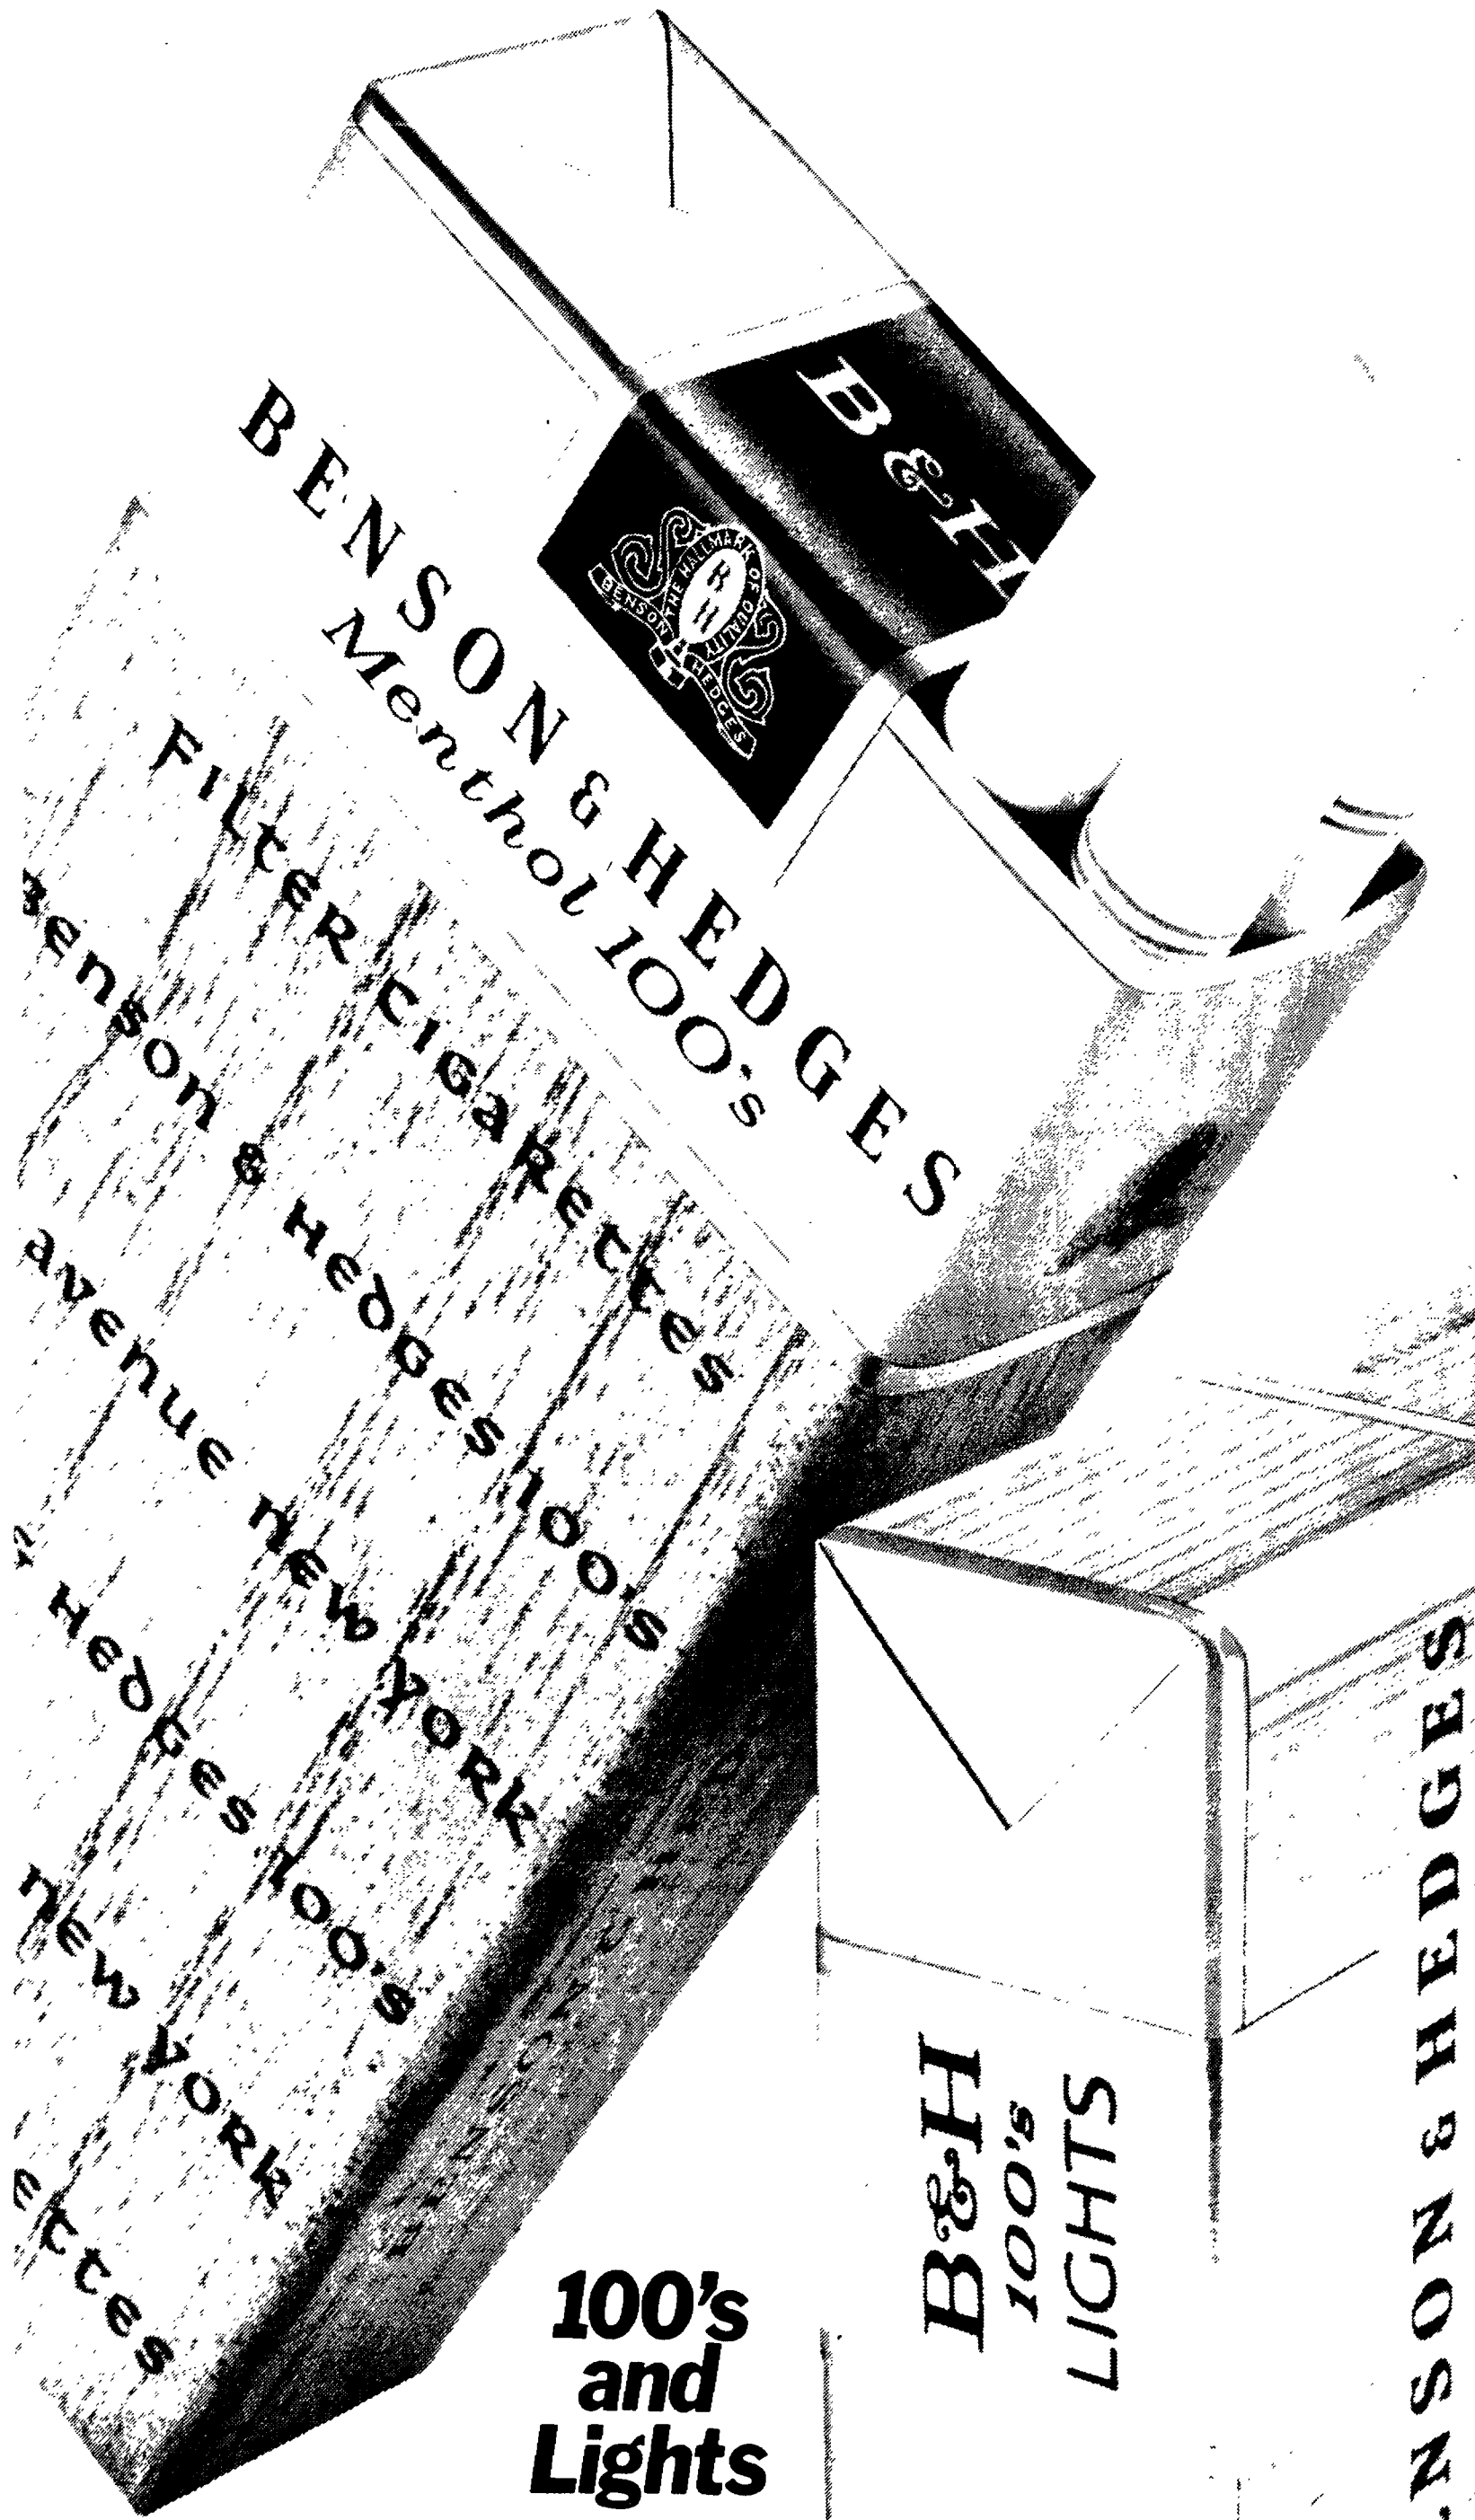 B&H
THE HALLMARK OF QUALITY
B H
BENSON & HEDGES
BENSON & HEDGES
Menthol 100's
FILTER CIGARETTES
Benson & Hedges 100's
avenue new york
Hedges 100's
new york
ettes
100's
and
Lights
B&H
100's
LIGHTS
NSON & HEDGES